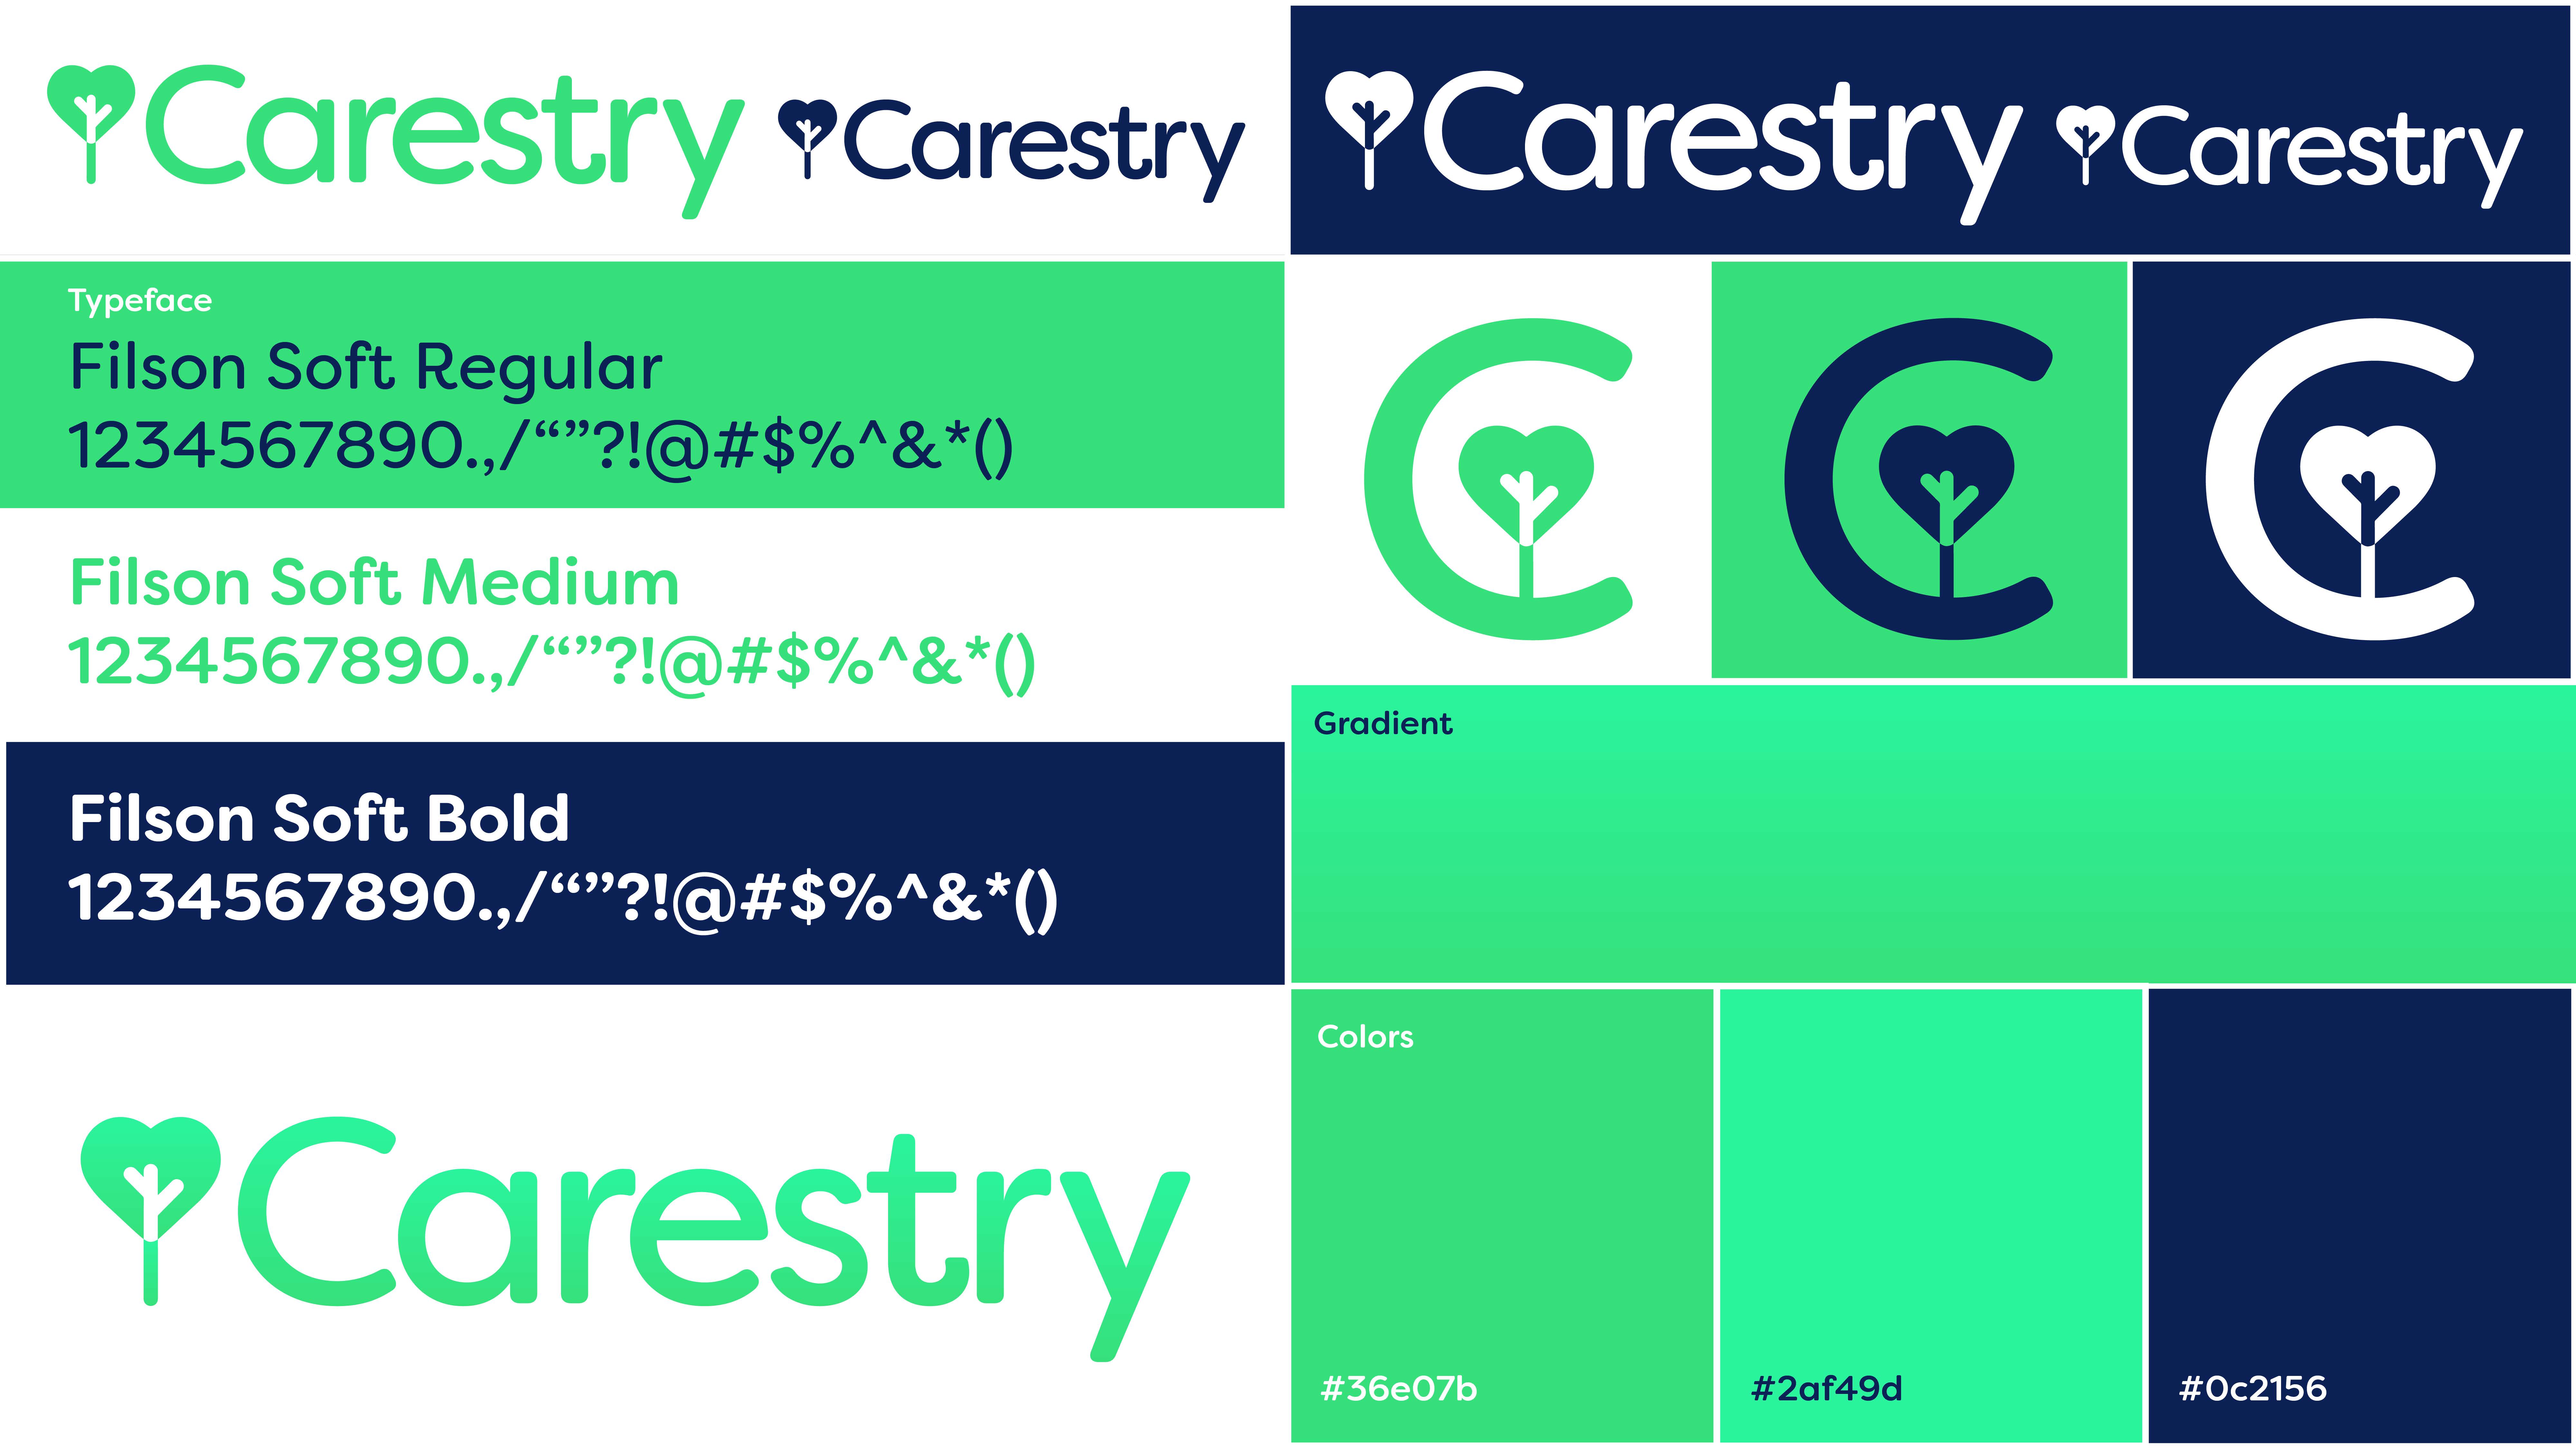 Carestry
Carestry
Carestry
Carestry
Typeface
Filson Soft Regular
1234567890.,/“”?!@#$%^&*()
Filson Soft Medium
1234567890.,/“”?!@#$%^&*()
Filson Soft Bold
1234567890.,/“”?!@#$%^&*()
Carestry
C
C
C
Gradient
Colors
#36e07b
#2af49d
#0c2156